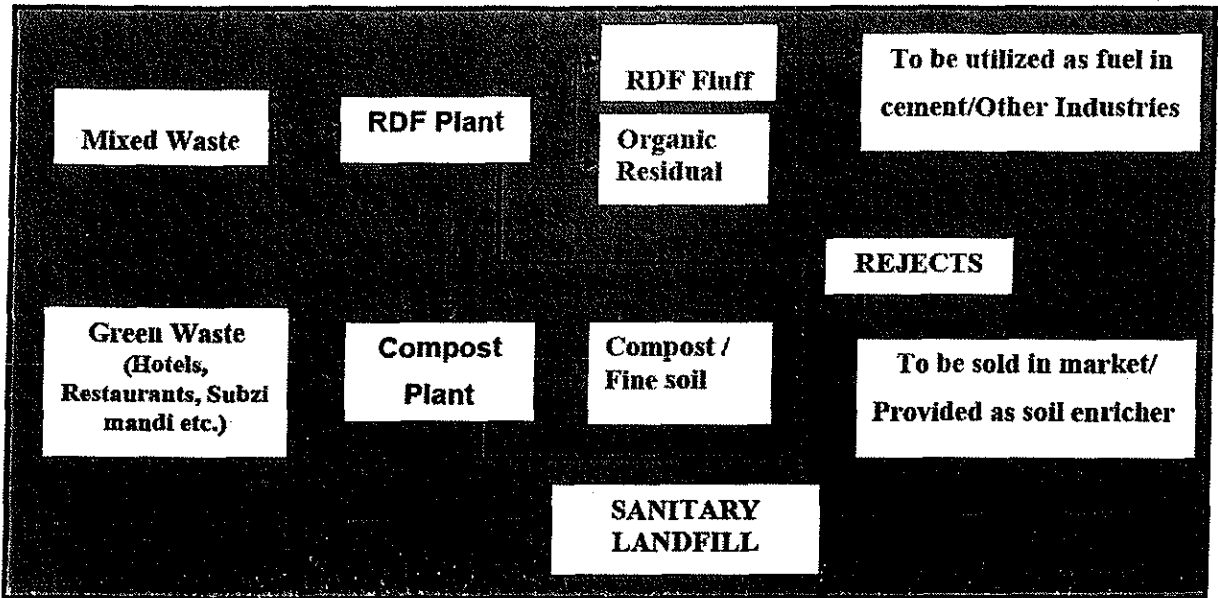 Mixed Waste
RDF Plant
RDF Fluff
Organic
Residual
To be utilized as fuel in
cement/Other Industries
REJECTS
Green Waste
(Hotels,
Restaurants, Subzi
mandi etc.)
Compost
Plant
Compost /
Fine soil
To be sold in market/
Provided as soil enricher
SANITARY
LANDFILL